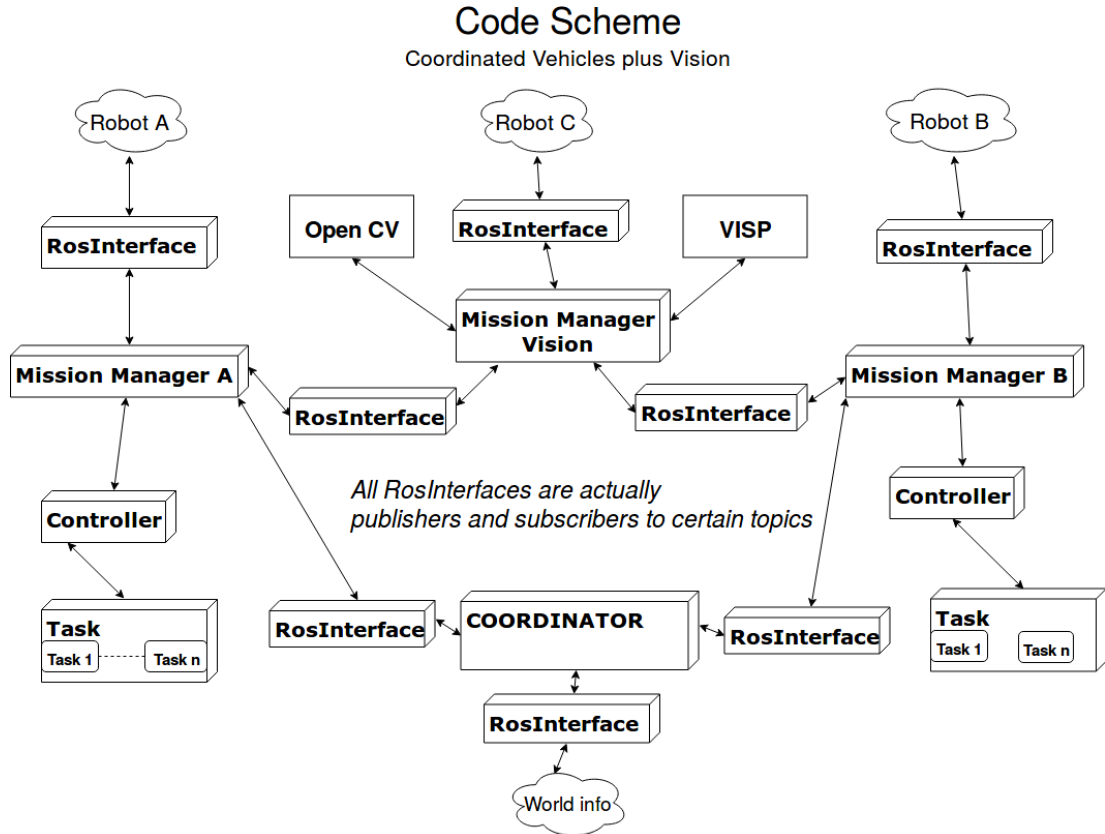 Code Scheme
Coordinated Vehicles plus Vision
Robot A
Robot C
Robot B
RosInterface
Open CV
RosInterface
VISP
RosInterface
Mission Manager
Vision
Mission Manager A
Mission Manager B
RosInterface
RosInterface
All RosInterfaces are actually
publishers and subscribers to certain topics
Controller
Controller
Task
Task 1
Task n
RosInterface
COORDINATOR
RosInterface
Task
Task 1
Task n
RosInterface
World info